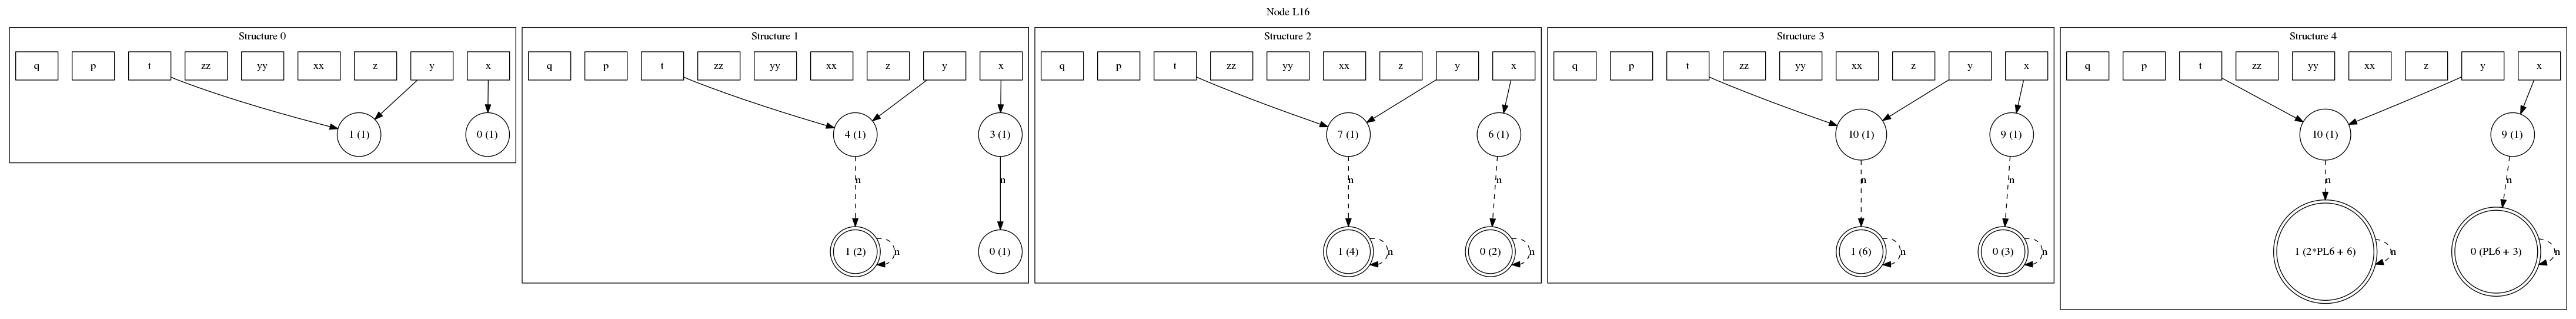 Node L16
Structure 0
q p t zz yy xx z y x
1 (1) 0 (1)
Structure 1
q p t zz yy xx z y x
4 (1) 3 (1)
n n
1 (2) n 0 (1)
Structure 2
q p t zz yy xx z y x
7 (1) 6 (1)
n n
1 (4) n 0 (2) n
Structure 3
q p t zz yy xx z y x
10 (1) 9 (1)
n n
1 (6) n 0 (3) n
Structure 4
q p t zz yy xx z y x
10 (1) 9 (1)
n n
1 (2*PL6 + 6) n 0 (PL6 + 3) n